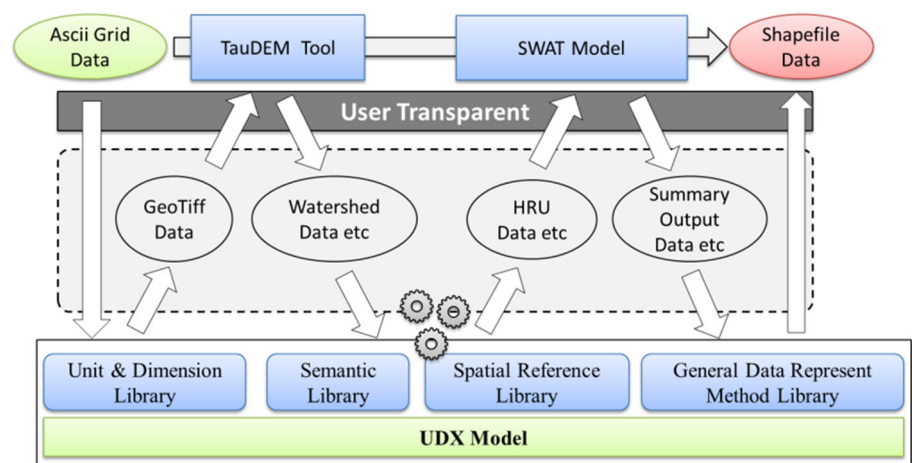 Ascii Grid
Data
TauDEM Tool
SWAT Model
Shapefile
Data
User Transparent
GeoTiff
Data
Watershed
Data etc
HRU
Data etc
Summary
Output
Data etc
Unit & Dimension
Library
Semantic
Library
Spatial Reference
Library
General Data Represent
Method Library
UDX Model